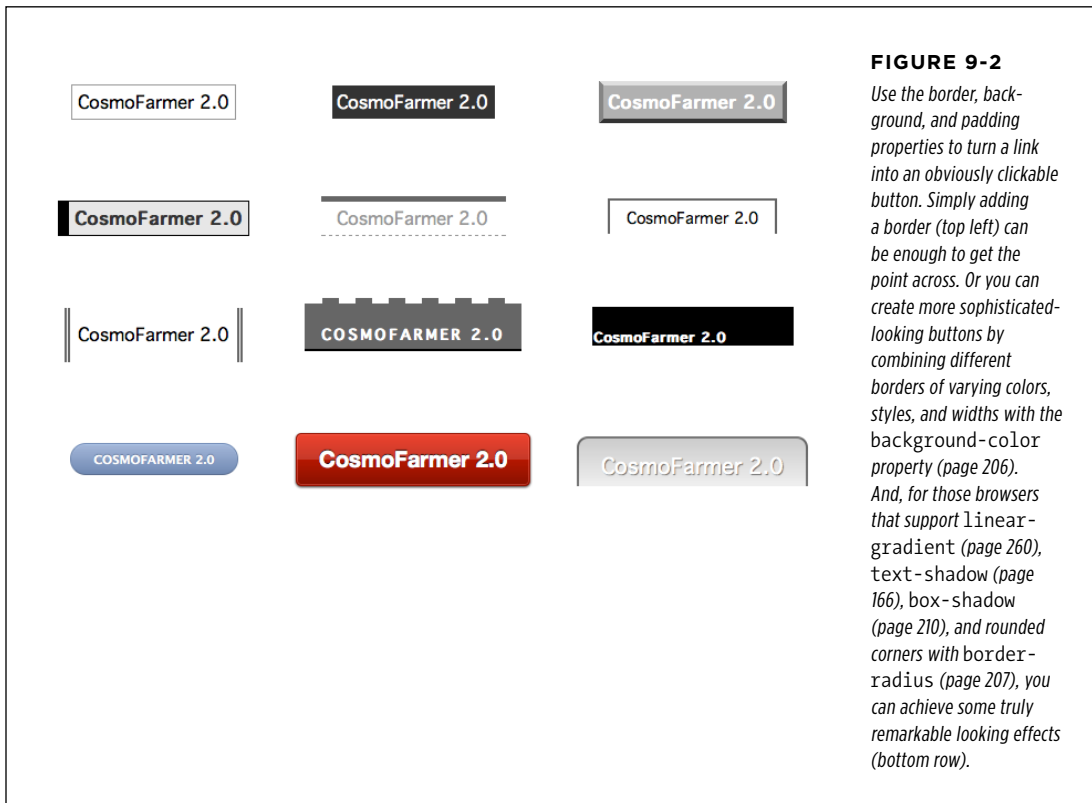 CosmoFarmer 2.0
CosmoFarmer 2.0
CosmoFarmer 2.0
CosmoFarmer 2.0
CosmoFarmer 2.0
CosmoFarmer 2.0
CosmoFarmer 2.0
COSMOFARMER 2.0
CosmoFarmer 2.0
COSMOFARMER 2.0
CosmoFarmer 2.0
CosmoFarmer 2.0
FIGURE 9-2
Use the border, back-
ground, and padding
properties to turn a link
into an obviously clickable
button. Simply adding
a border (top left) can
be enough to get the
point across. Or you can
create more sophisticated-
looking buttons by
combining different
borders of varying colors,
styles, and widths with the
background-color
property (page 206).
And, for those browsers
that support linear-
gradient (page 260),
text-shadow (page
166), box-shadow
(page 210), and rounded
corners with border-
radius (page 207), you
can achieve some truly
remarkable looking effects
(bottom row).